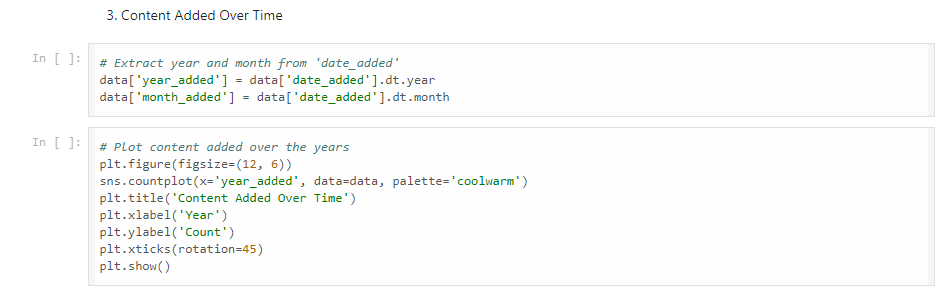 3. Content Added Over Time
In [ ]:
# Extract year and month from 'date_added'
data['year_added'] = data['date_added'].dt.year
data['month_added'] = data['date_added'].dt.month
In [ ]:
# Plot content added over the years
plt.figure(figsize=(12, 6))
sns.countplot(x='year_added', data=data, palette='coolwarm')
plt.title('Content Added Over Time')
plt.xlabel('Year')
plt.ylabel('Count')
plt.xticks(rotation=45)
plt.show()